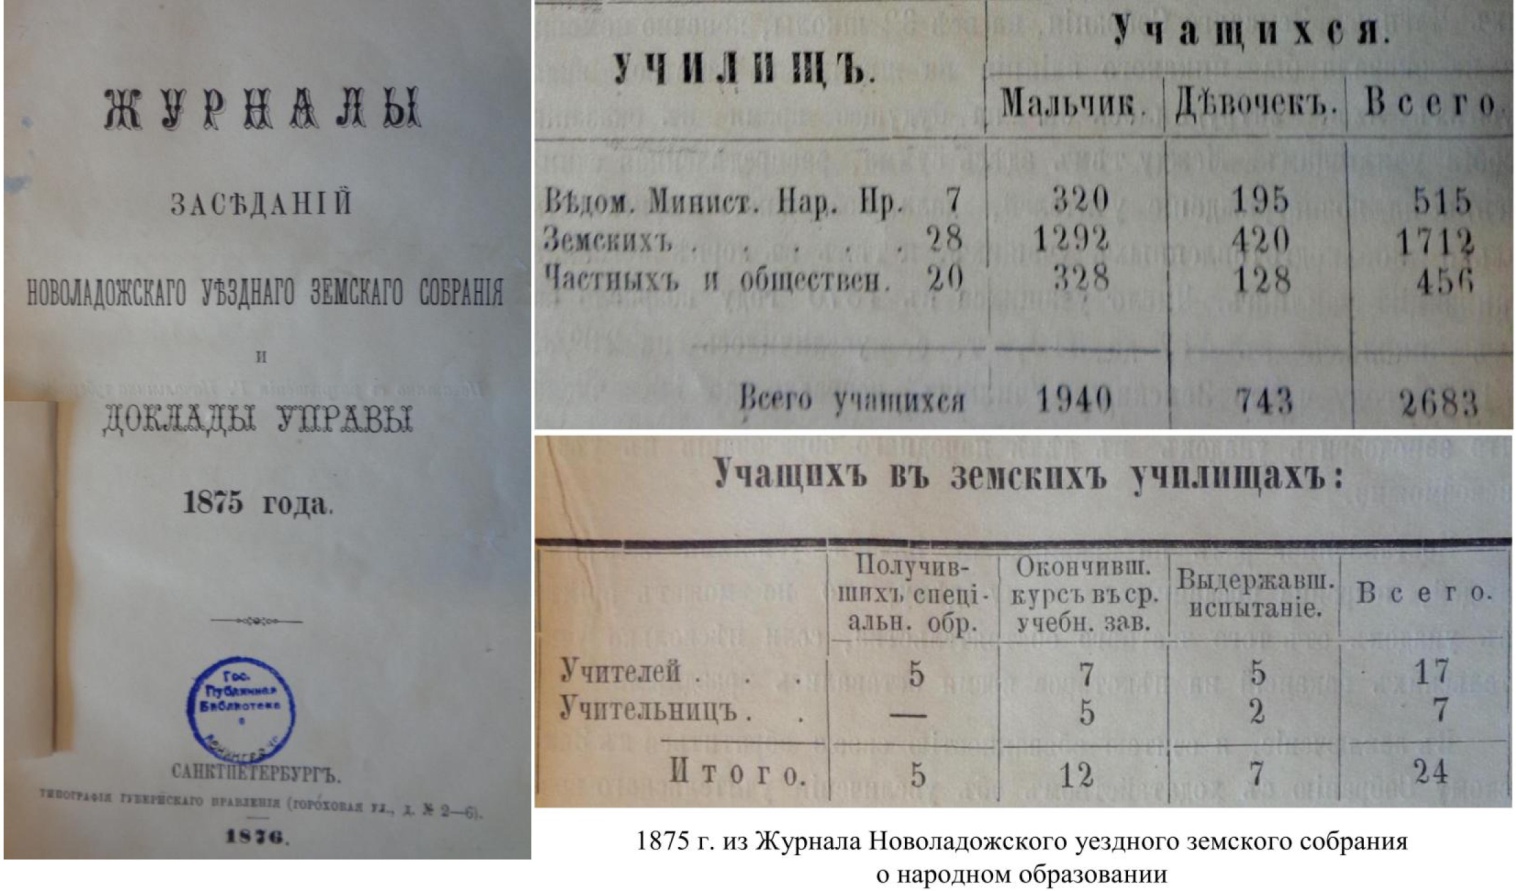 ЖУРНАЛЫ
ЗАСѢДАНІЙ
НОВОЛАДОЖСКАГО УѢЗДНАГО ЗЕМСКАГО СОБРАНІЯ
И
ДОКЛАДЫ УПРАВЫ
1875 года.
Гос.
Публичная
Библиотека
в
САНКТПЕТЕРБУРГЪ.
ТИПОГРАФІЯ ГУБЕРНСКАГО ПРАВЛЕНІЯ (ГОРОХОВАЯ УЛ., Д. № 2—6).
1876.
УЧИЛИЩЪ. Учащихся.
Мальчик. Дѣвочекъ. Всего.
Вѣдом. Минист. Нар. Пр. 7 320 195 515
Земскихъ . . . . 28 1292 420 1712
Частныхъ и обществен. 20 328 128 456
Всего учащихся 1940 743 2683
Учащихъ въ земскихъ училищахъ:
Получив- Окончивш. Выдержавш. Всего.
шихъ спеці- курсъ въ ср. испытаніе.
альн. обр. учебн. зав.
Учителей . . . 5 7 5 17
Учительницъ . . — 5 2 7
Итого. 5 12 7 24
1875 г. из Журнала Новоладожского уездного земского собрания
о народном образовании